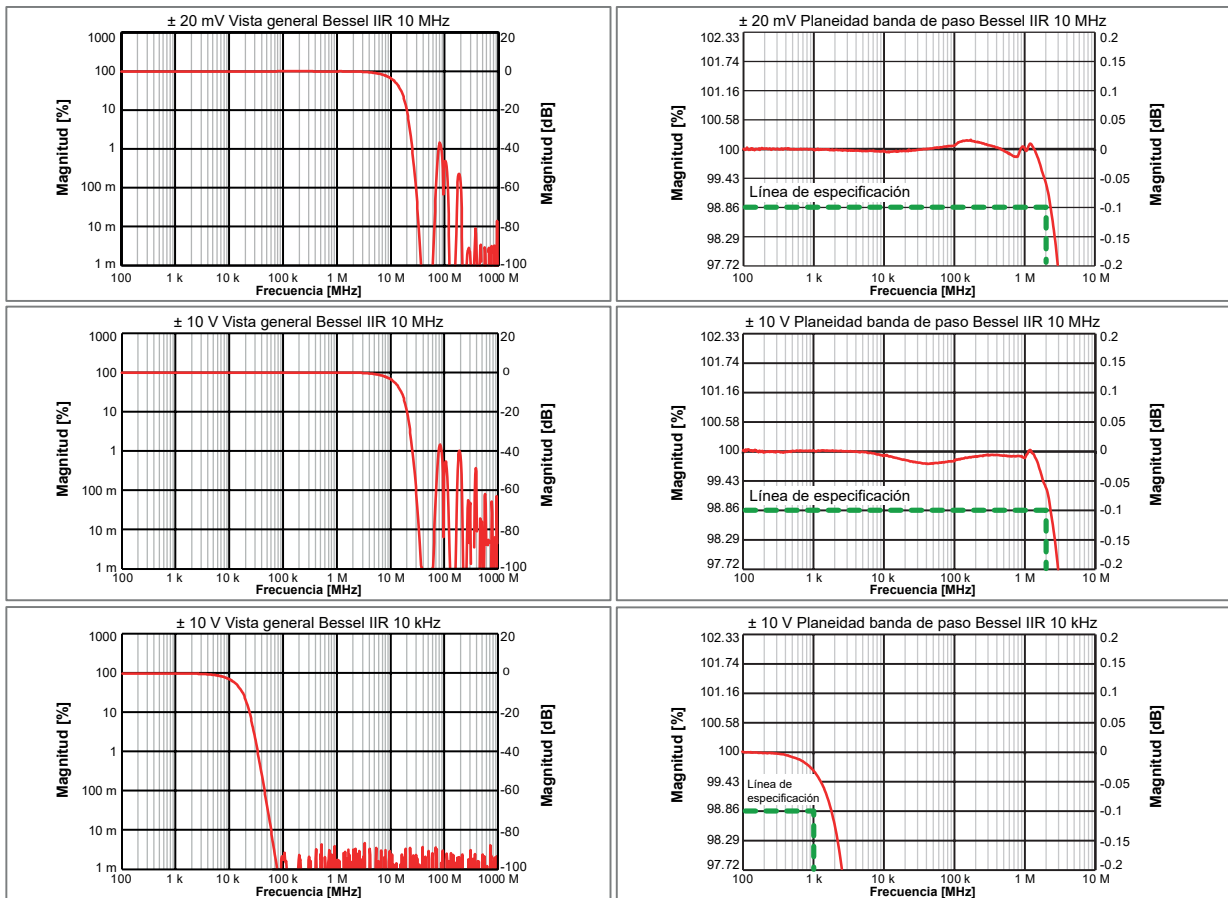 ± 20 mV Vista general Bessel IIR 10 MHz
1000
100
10
1
100 m
10 m
1 m
Magnitud [%]
20
0
-20
-40
-60
-80
-100
Magnitud [dB]
100 1 k 10 k 100 k 1 M 10 M 100 M 1000 M
Frecuencia [MHz]
± 20 mV Planeidad banda de paso Bessel IIR 10 MHz
102.33
101.74
101.16
100.58
100
99.43
98.86
98.29
97.72
Magnitud [%]
Línea de especificación
0.2
0.15
0.1
0.05
0
-0.05
-0.1
-0.15
-0.2
Magnitud [dB]
100 1 k 10 k 100 k 1 M 10 M
Frecuencia [MHz]
± 10 V Vista general Bessel IIR 10 MHz
1000
100
10
1
100 m
10 m
1 m
Magnitud [%]
20
0
-20
-40
-60
-80
-100
Magnitud [dB]
100 1 k 10 k 100 k 1 M 10 M 100 M 1000 M
Frecuencia [MHz]
± 10 V Planeidad banda de paso Bessel IIR 10 MHz
102.33
101.74
101.16
100.58
100
99.43
98.86
98.29
97.72
Magnitud [%]
Línea de especificación
0.2
0.15
0.1
0.05
0
-0.05
-0.1
-0.15
-0.2
Magnitud [dB]
100 1 k 10 k 100 k 1 M 10 M
Frecuencia [MHz]
± 10 V Vista general Bessel IIR 10 kHz
1000
100
10
1
100 m
10 m
1 m
Magnitud [%]
20
0
-20
-40
-60
-80
-100
Magnitud [dB]
100 1 k 10 k 100 k 1 M 10 M 100 M 1000 M
Frecuencia [MHz]
± 10 V Planeidad banda de paso Bessel IIR 10 kHz
102.33
101.74
101.16
100.58
100
99.43
98.86
98.29
97.72
Magnitud [%]
Línea de
especificación
0.2
0.15
0.1
0.05
0
-0.05
-0.1
-0.15
-0.2
Magnitud [dB]
100 1 k 10 k 100 k 1 M 10 M
Frecuencia [MHz]